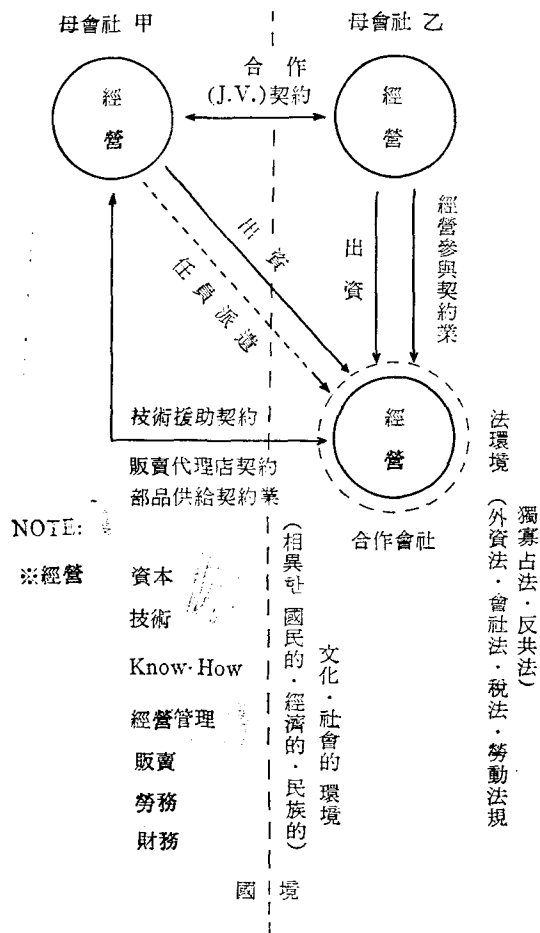 母會社 甲
母會社 乙
合作
(J.V.)契約
經營
經營
出資
任員派遣
出資
經營參與契約業
技術援助契約
販賣代理店契約
部品供給契約業
經營
合作會社
法環境
(外資法·會社法·稅法·勞動法規
獨寡占法·反共法)
NOTE:
※經營
資本
技術
Know·How
經營管理
販賣
勞務
財務
(相異한 國民的·經濟的·民族的)
文化·社會的 環境
國境